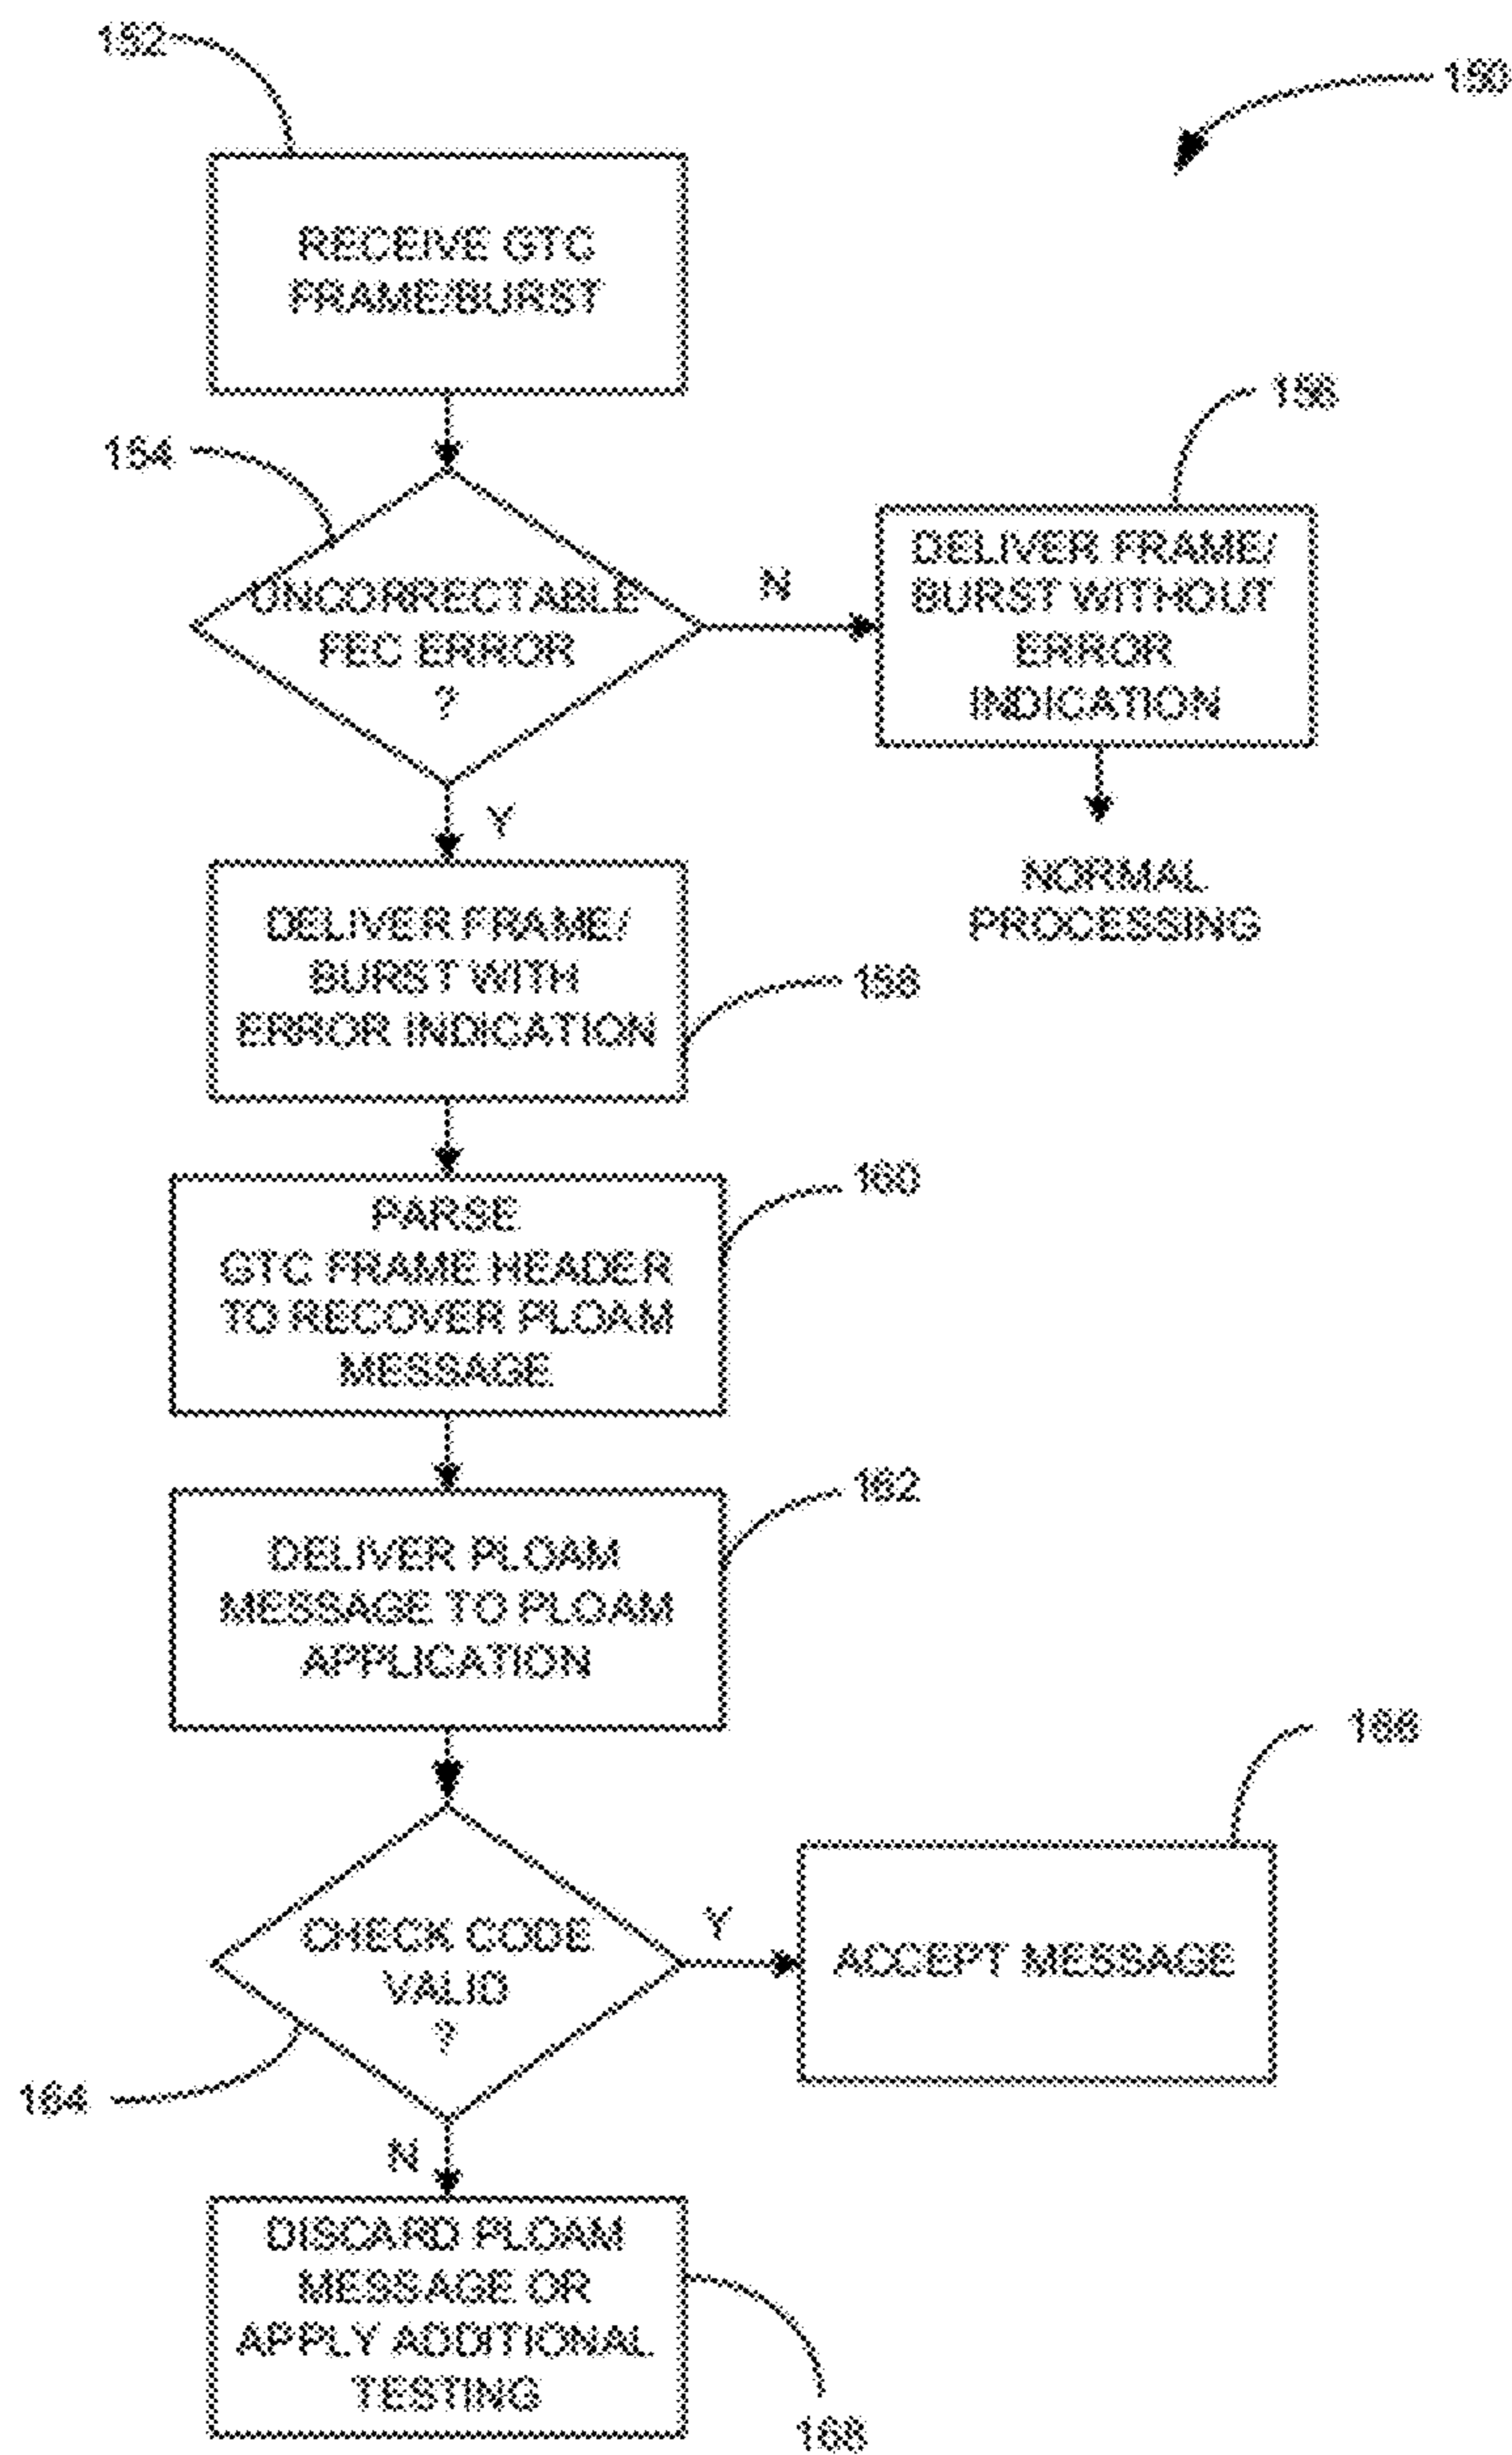 152
150
RECEIVE GTC
FRAME/BURST
154
156
UNCORRECTABLE
FEC ERROR
?
N
DELIVER FRAME/
BURST WITHOUT
ERROR
INDICATION
Y
NORMAL
PROCESSING
DELIVER FRAME/
BURST WITH
ERROR INDICATION
158
PARSE
GTC FRAME HEADER
TO RECOVER PLOAM
MESSAGE
160
DELIVER PLOAM
MESSAGE TO PLOAM
APPLICATION
162
166
CHECK CODE
VALID
?
Y
ACCEPT MESSAGE
164
N
DISCARD PLOAM
MESSAGE OR
APPLY ADDITIONAL
TESTING
168